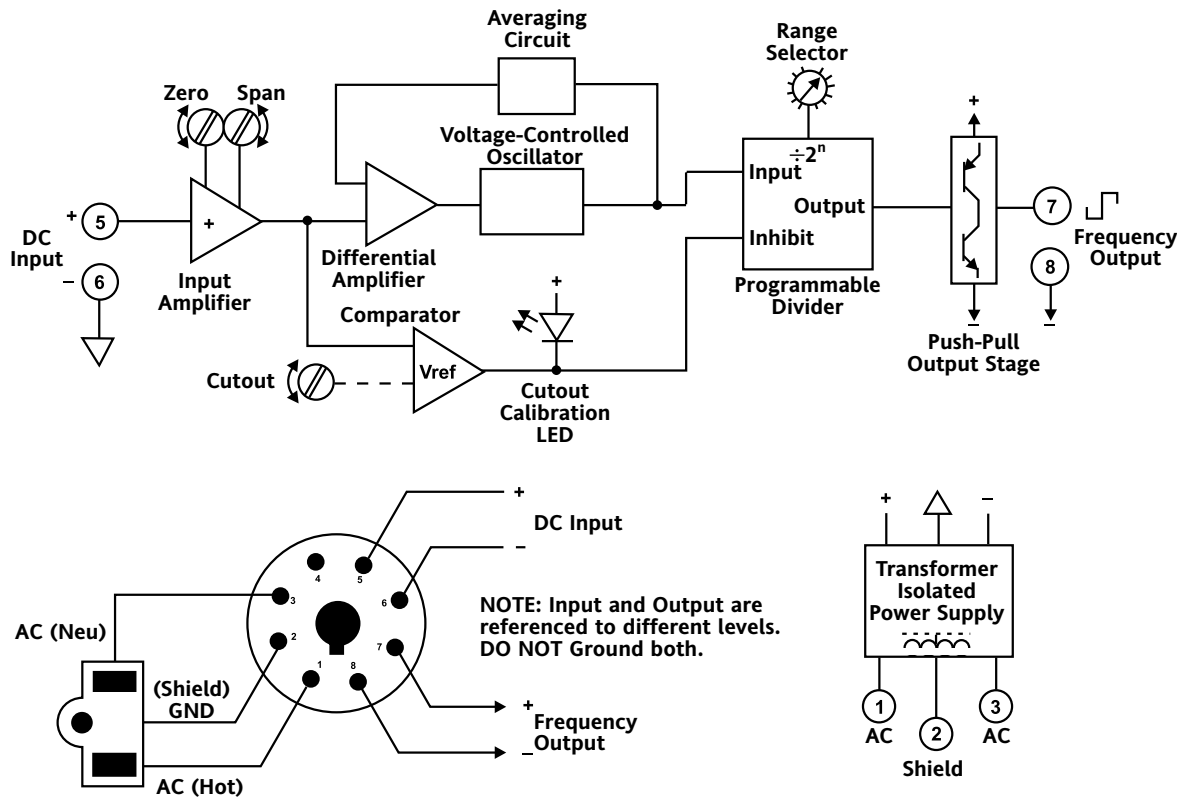 Averaging
Circuit
Range
Selector
Zero
Span
+
Voltage-Controlled
Oscillator
÷2ⁿ
Input
Output
Inhibit
+
5
+
DC
Input
−
6
7
Frequency
Output
8
−
−
Input
Amplifier
Differential
Amplifier
Programmable
Divider
Push-Pull
Output Stage
Comparator
+
Vref
Cutout
Cutout
Calibration
LED
+
DC Input
−
4
5
3
6
2
7
1
8
NOTE: Input and Output are
referenced to different levels.
DO NOT Ground both.
AC (Neu)
(Shield)
GND
AC (Hot)
+
Frequency
Output
−
+
−
Transformer
Isolated
Power Supply
1
AC
2
Shield
3
AC